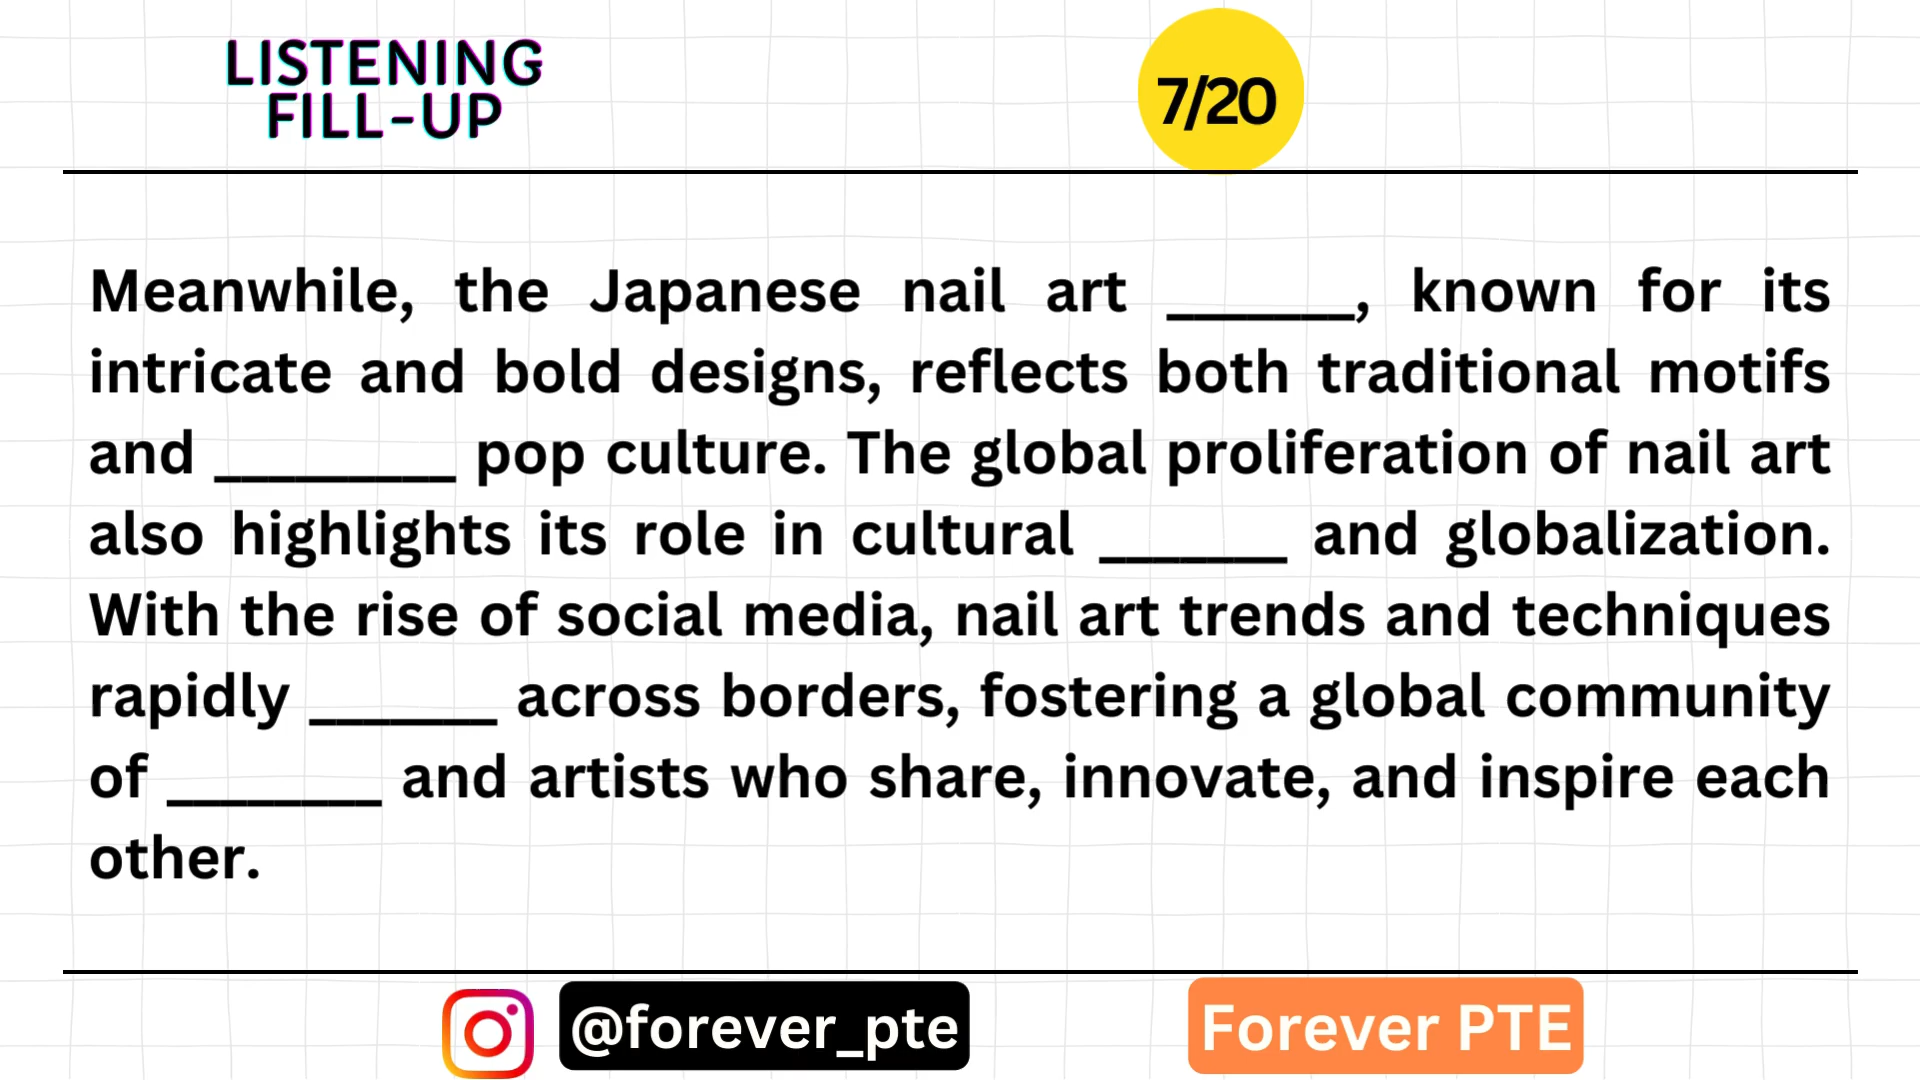 LISTENING
FILL-UP
7/20
Meanwhile, the Japanese nail art _______, known for its
intricate and bold designs, reflects both traditional motifs
and _________ pop culture. The global proliferation of nail art
also highlights its role in cultural _______ and globalization.
With the rise of social media, nail art trends and techniques
rapidly _______ across borders, fostering a global community
of ________ and artists who share, innovate, and inspire each
other.
@forever_pte
Forever PTE